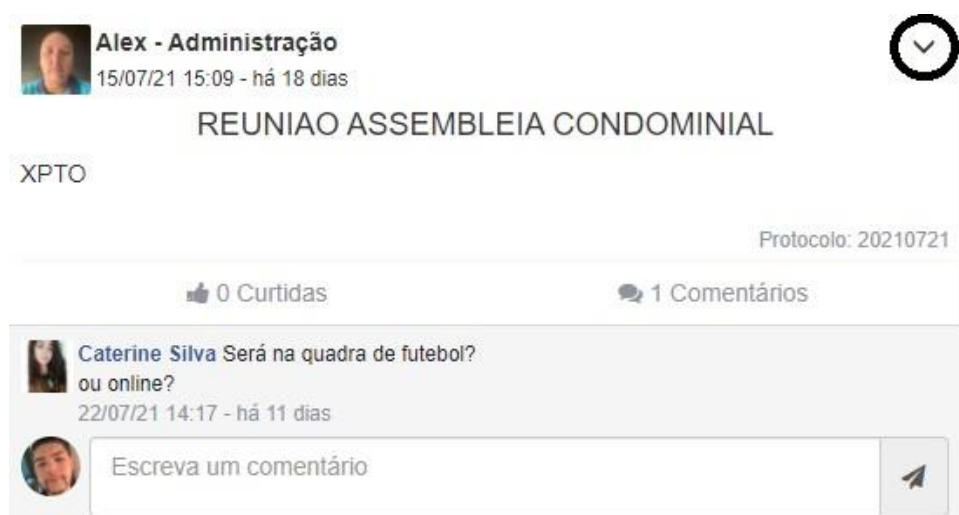 Alex - Administração
15/07/21 15:09 - há 18 dias
REUNIAO ASSEMBLEIA CONDOMINIAL
XPTO
Protocolo: 20210721
0 Curtidas
1 Comentários
Caterine Silva Será na quadra de futebol?
ou online?
22/07/21 14:17 - há 11 dias
Escreva um comentário